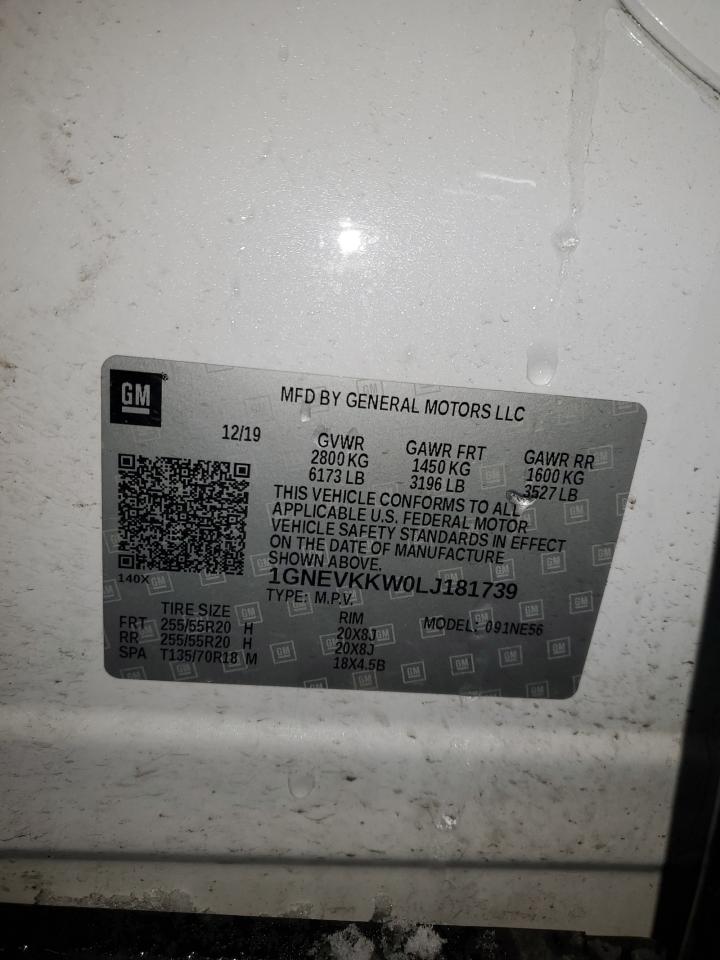 GM
MFD BY GENERAL MOTORS LLC
12/19 GVWR GAWR FRT GAWR RR
2800 KG 1450 KG 1600 KG
6173 LB 3196 LB 3527 LB
THIS VEHICLE CONFORMS TO ALL
APPLICABLE U.S. FEDERAL MOTOR
VEHICLE SAFETY STANDARDS IN EFFECT
ON THE DATE OF MANUFACTURE
SHOWN ABOVE.
140X
1GNEVKKW0LJ181739
TYPE: M.P.V.
TIRE SIZE RIM MODEL: 091NE56
FRT 255/55R20 H 20X8J
RR 255/55R20 H 20X8J
SPA T135/70R18 M 18X4.5B